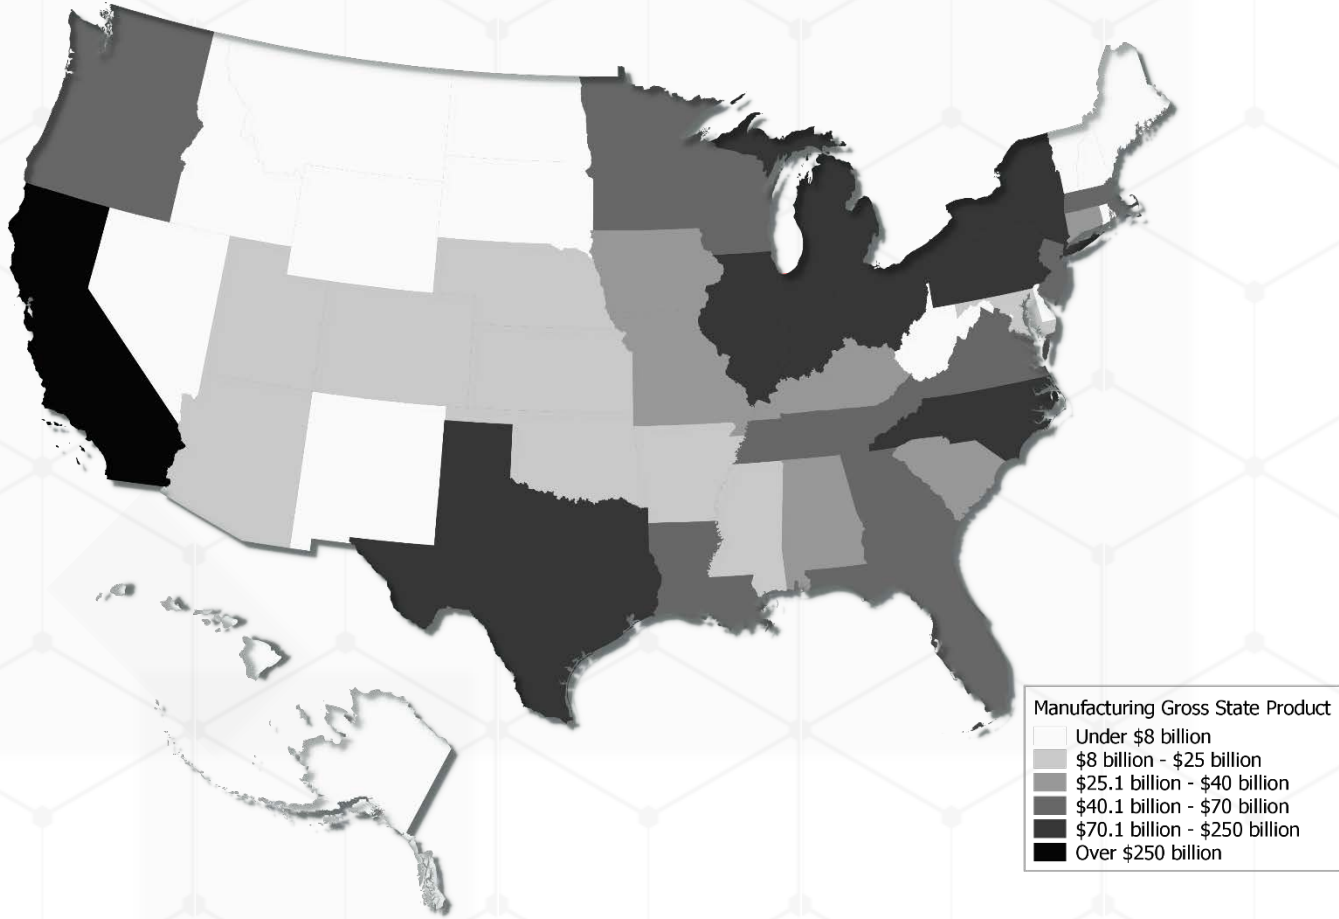 Manufacturing Gross State Product
Under $8 billion
$8 billion - $25 billion
$25.1 billion - $40 billion
$40.1 billion - $70 billion
$70.1 billion - $250 billion
Over $250 billion